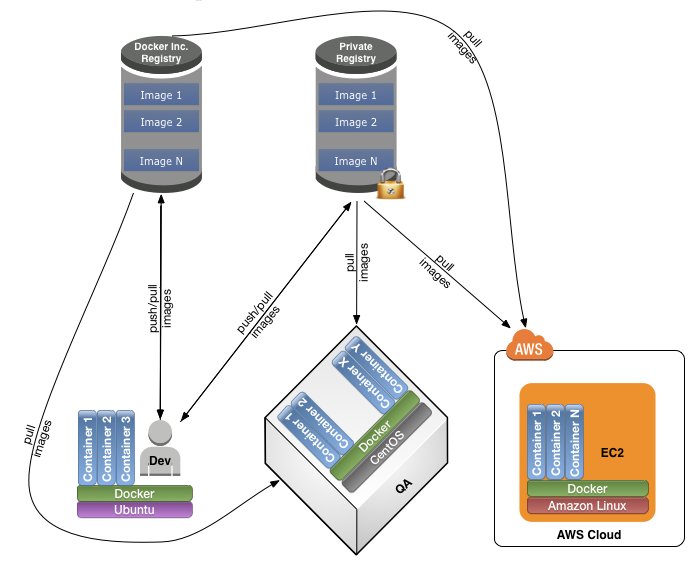 pull
images
Docker Inc.
Registry
Image 1
Image 2
Image N
Private
Registry
Image 1
Image 2
Image N
push/pull
images
push/pull
images
pull
images
pull
images
pull
images
AWS
Container 1
Container 2
Container 3
Dev
Docker
Ubuntu
Container 1
Container 2
Container X
Container Y
Docker
CentOS
QA
Container 1
Container 2
Container N
EC2
Docker
Amazon Linux
AWS Cloud